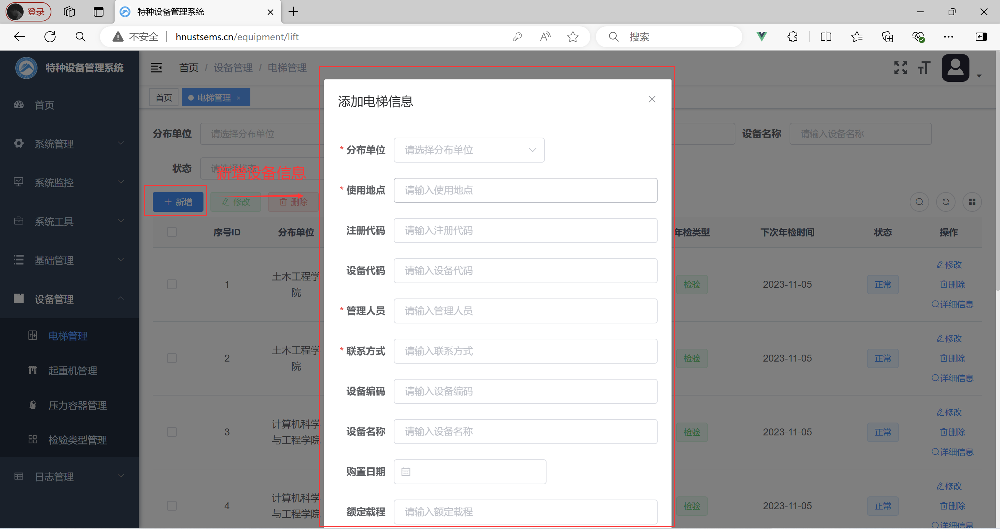 登录
特种设备管理系统
不安全
hnustsems.cn/equipment/lift
搜索
特种设备管理系统
首页 / 设备管理 / 电梯管理
首页
电梯管理
首页
系统管理
系统监控
系统工具
基础管理
设备管理
电梯管理
起重机管理
压力容器管理
检验类型管理
日志管理
分布单位 请选择分布单位
设备名称 请输入设备名称
状态 请选择状态
新增设备信息
新增 修改 删除
序号ID 分布单位 年检类型 下次年检时间 状态 操作
1 土木工程学院 检验 2023-11-05 正常 修改 删除 详细信息
2 土木工程学院 检验 2023-11-05 正常 修改 删除 详细信息
3 计算机科学与工程学院 检验 2023-11-05 正常 修改 删除 详细信息
4 计算机科学与工程学院 检验 2023-11-05 正常 修改 删除 详细信息
添加电梯信息
* 分布单位 请选择分布单位
* 使用地点 请输入使用地点
注册代码 请输入注册代码
设备代码 请输入设备代码
* 管理人员 请输入管理人员
* 联系方式 请输入联系方式
设备编码 请输入设备编码
设备名称 请输入设备名称
购置日期
额定载程 请输入额定载程